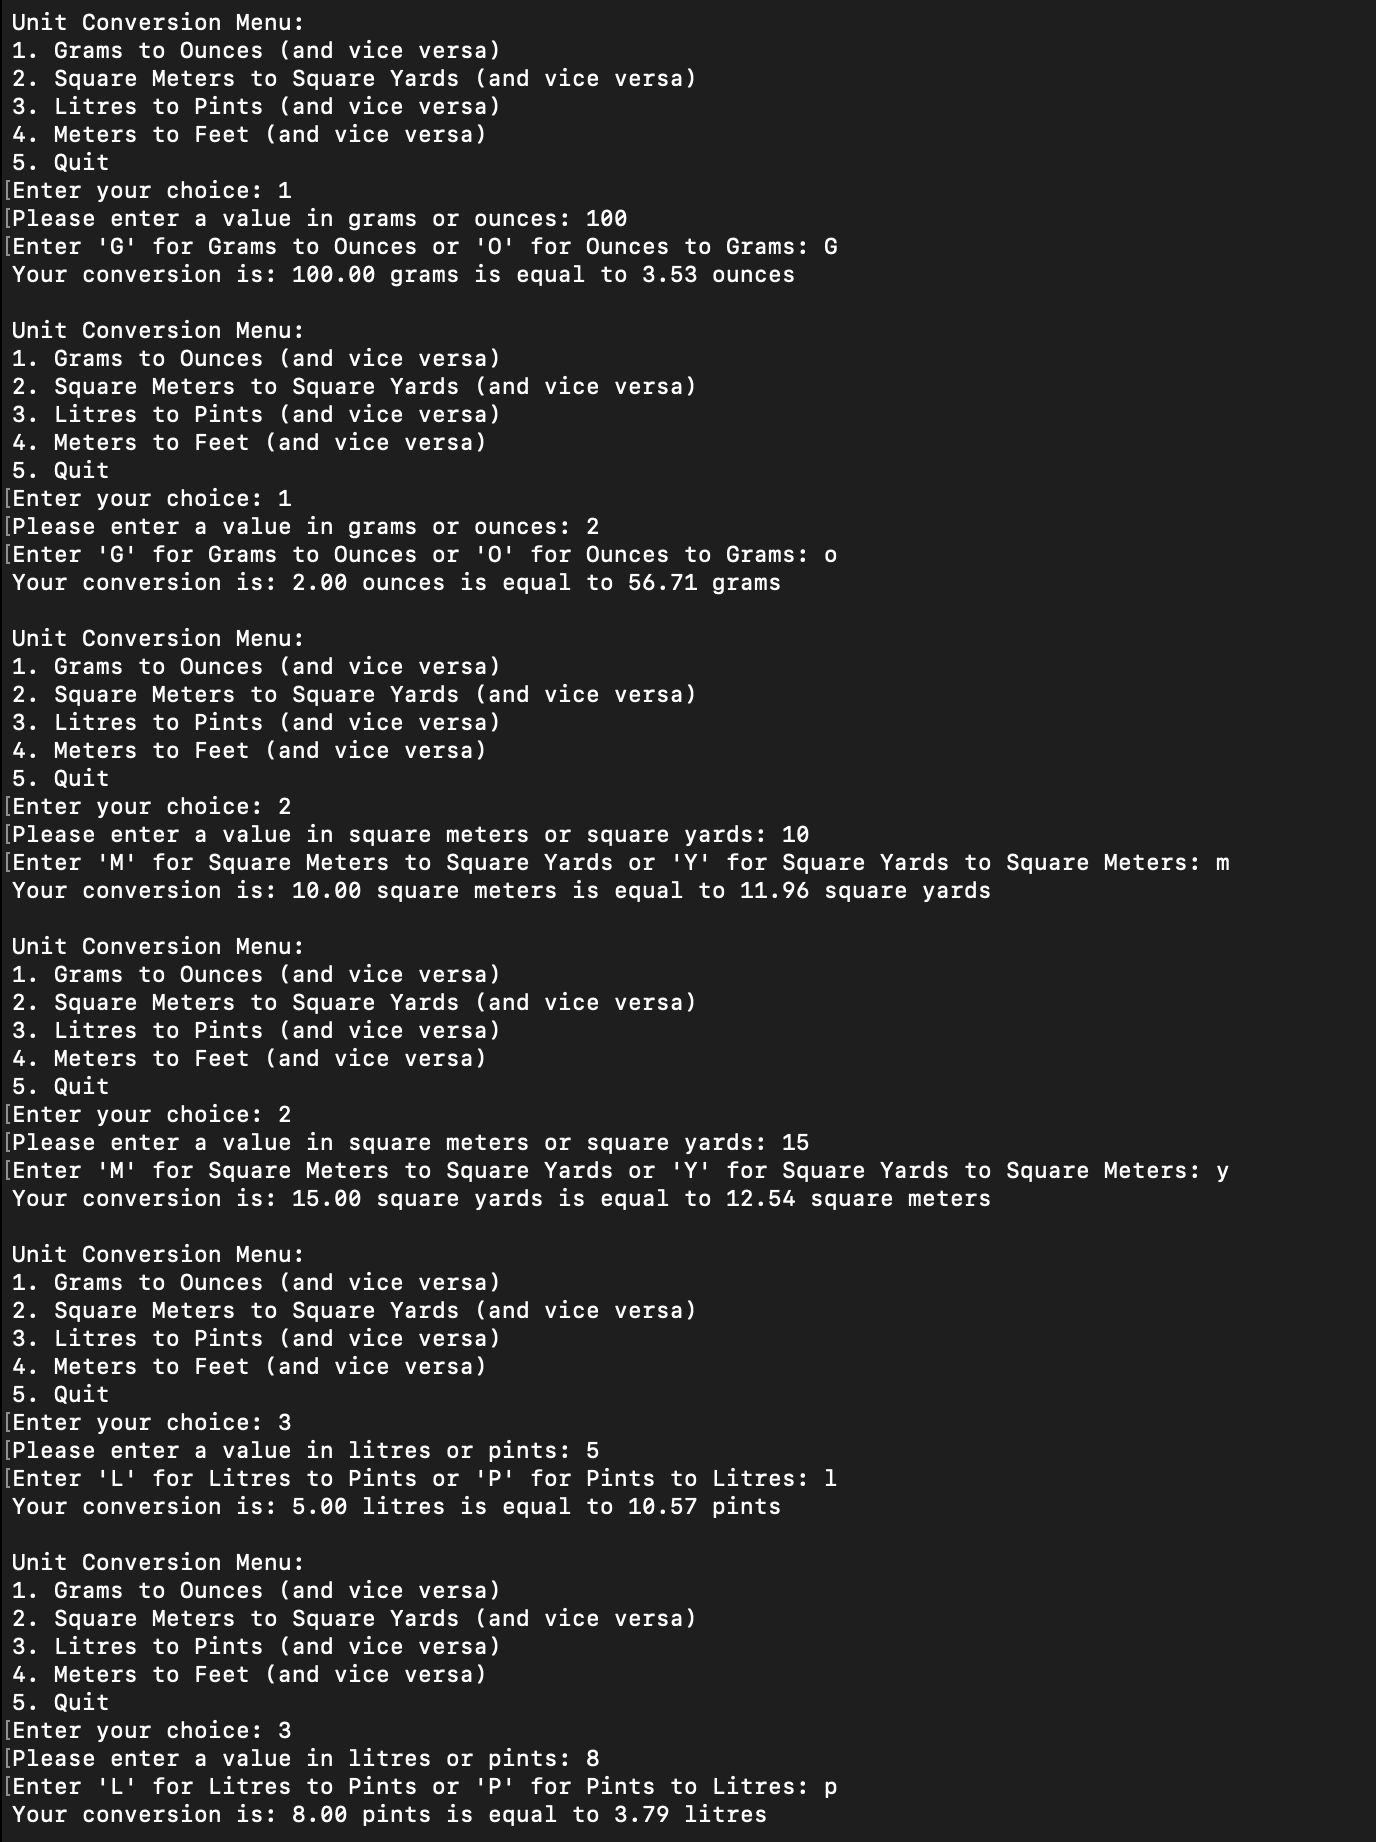 Unit Conversion Menu:
1. Grams to Ounces (and vice versa)
2. Square Meters to Square Yards (and vice versa)
3. Litres to Pints (and vice versa)
4. Meters to Feet (and vice versa)
5. Quit
[Enter your choice: 1
[Please enter a value in grams or ounces: 100
[Enter 'G' for Grams to Ounces or 'O' for Ounces to Grams: G
Your conversion is: 100.00 grams is equal to 3.53 ounces

Unit Conversion Menu:
1. Grams to Ounces (and vice versa)
2. Square Meters to Square Yards (and vice versa)
3. Litres to Pints (and vice versa)
4. Meters to Feet (and vice versa)
5. Quit
[Enter your choice: 1
[Please enter a value in grams or ounces: 2
[Enter 'G' for Grams to Ounces or 'O' for Ounces to Grams: o
Your conversion is: 2.00 ounces is equal to 56.71 grams

Unit Conversion Menu:
1. Grams to Ounces (and vice versa)
2. Square Meters to Square Yards (and vice versa)
3. Litres to Pints (and vice versa)
4. Meters to Feet (and vice versa)
5. Quit
[Enter your choice: 2
[Please enter a value in square meters or square yards: 10
[Enter 'M' for Square Meters to Square Yards or 'Y' for Square Yards to Square Meters: m
Your conversion is: 10.00 square meters is equal to 11.96 square yards

Unit Conversion Menu:
1. Grams to Ounces (and vice versa)
2. Square Meters to Square Yards (and vice versa)
3. Litres to Pints (and vice versa)
4. Meters to Feet (and vice versa)
5. Quit
[Enter your choice: 2
[Please enter a value in square meters or square yards: 15
[Enter 'M' for Square Meters to Square Yards or 'Y' for Square Yards to Square Meters: y
Your conversion is: 15.00 square yards is equal to 12.54 square meters

Unit Conversion Menu:
1. Grams to Ounces (and vice versa)
2. Square Meters to Square Yards (and vice versa)
3. Litres to Pints (and vice versa)
4. Meters to Feet (and vice versa)
5. Quit
[Enter your choice: 3
[Please enter a value in litres or pints: 5
[Enter 'L' for Litres to Pints or 'P' for Pints to Litres: l
Your conversion is: 5.00 litres is equal to 10.57 pints

Unit Conversion Menu:
1. Grams to Ounces (and vice versa)
2. Square Meters to Square Yards (and vice versa)
3. Litres to Pints (and vice versa)
4. Meters to Feet (and vice versa)
5. Quit
[Enter your choice: 3
[Please enter a value in litres or pints: 8
[Enter 'L' for Litres to Pints or 'P' for Pints to Litres: p
Your conversion is: 8.00 pints is equal to 3.79 litres